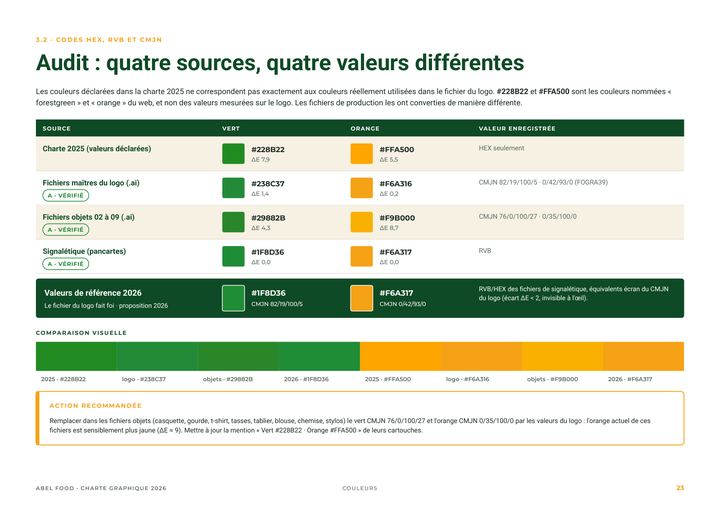 3.2 - CODES HEX, RVB ET CMJN
Audit : quatre sources, quatre valeurs différentes
Les couleurs déclarées dans la charte 2025 ne correspondent pas exactement aux couleurs réellement utilisées dans le fichier du logo. #228B22 et #FFA500 sont les couleurs nommées «
forestgreen » et « orange » du web, et non des valeurs mesurées sur le logo. Les fichiers de production les ont converties de manière différente.
SOURCE VERT ORANGE VALEUR ENREGISTRÉE
Charte 2025 (valeurs déclarées) #228B22 #FFA500 HEX seulement
ΔE 7,9 ΔE 5,5
Fichiers maîtres du logo (.ai) #238C37 #F6A316 CMJN 82/19/100/5 · 0/42/93/0 (FOGRA39)
A - VÉRIFIÉ ΔE 1,4 ΔE 0,2
Fichiers objets 02 à 09 (.ai) #29882B #F9B000 CMJN 76/0/100/27 · 0/35/100/0
A - VÉRIFIÉ ΔE 4,3 ΔE 8,7
Signalétique (pancartes) #1F8D36 #F6A317 RVB
A - VÉRIFIÉ ΔE 0,0 ΔE 0,0
Valeurs de référence 2026 #1F8D36 #F6A317 RVB/HEX des fichiers de signalétique, équivalents écran du CMJN
Le fichier du logo fait foi · proposition 2026 CMJN 82/19/100/5 CMJN 0/42/93/0 du logo (écart ΔE < 2, invisible à l'œil).
COMPARAISON VISUELLE
2025 · #228B22 logo · #238C37 objets · #29882B 2026 · #1F8D36 2025 · #FFA500 logo · #F6A316 objets · #F9B000 2026 · #F6A317
ACTION RECOMMANDÉE
Remplacer dans les fichiers objets (casquette, gourde, t-shirt, tasses, tablier, blouse, chemise, stylos) le vert CMJN 76/0/100/27 et l'orange CMJN 0/35/100/0 par les valeurs du logo : l'orange actuel de ces
fichiers est sensiblement plus jaune (ΔE ≈ 9). Mettre à jour la mention « Vert #228B22 · Orange #FFA500 » de leurs cartouches.
ABEL FOOD · CHARTE GRAPHIQUE 2026 COULEURS 23